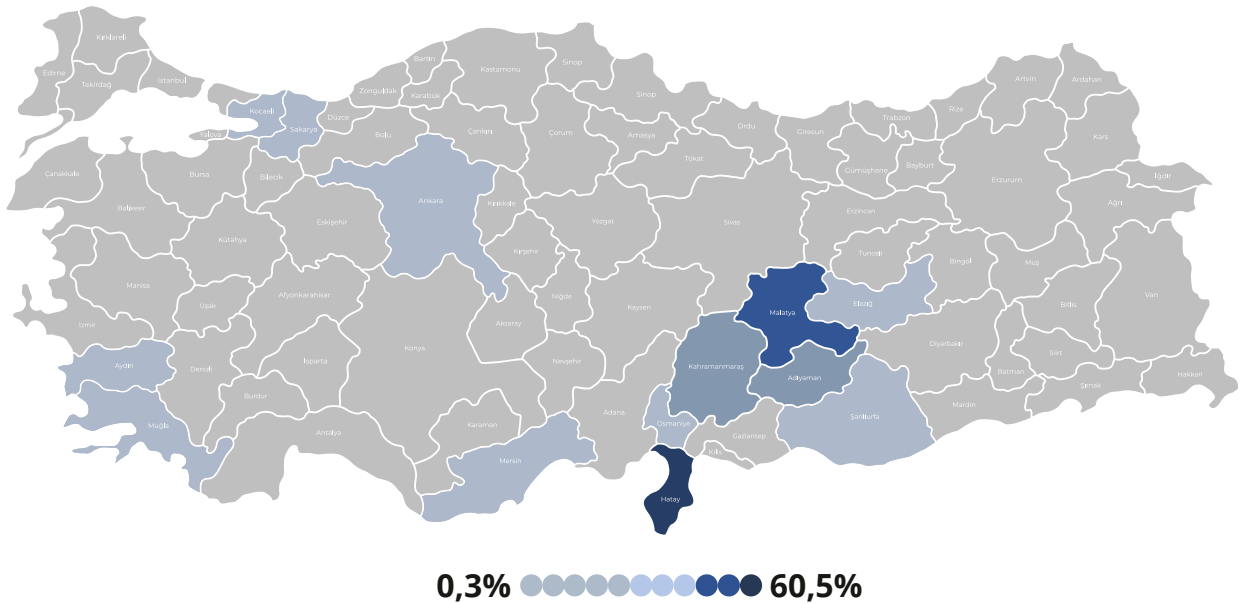 Kırklareli
Edirne
Tekirdağ
İstanbul
Kocaeli
Yalova
Sakarya
Düzce
Zonguldak
Bartın
Karabük
Kastamonu
Sinop
Sinop
Bolu
Çankırı
Çorum
Amasya
Ordu
Tokat
Giresun
Trabzon
Rize
Artvin
Ardahan
Kars
Iğdır
Gümüşhane
Bayburt
Erzurum
Ağrı
Çanakkale
Balıkesir
Bursa
Bilecik
Eskişehir
Kütahya
Ankara
Kırıkkale
Kırşehir
Yozgat
Sivas
Erzincan
Tunceli
Bingöl
Muş
Bitlis
Van
Manisa
Uşak
Afyonkarahisar
İzmir
Aydın
Denizli
Isparta
Burdur
Muğla
Antalya
Konya
Aksaray
Niğde
Nevşehir
Kayseri
Malatya
Elazığ
Diyarbakır
Batman
Siirt
Şırnak
Hakkari
Mardin
Kahramanmaraş
Adıyaman
Şanlıurfa
Adana
Osmaniye
Gaziantep
Kilis
Karaman
Mersin
Hatay
0,3%
60,5%